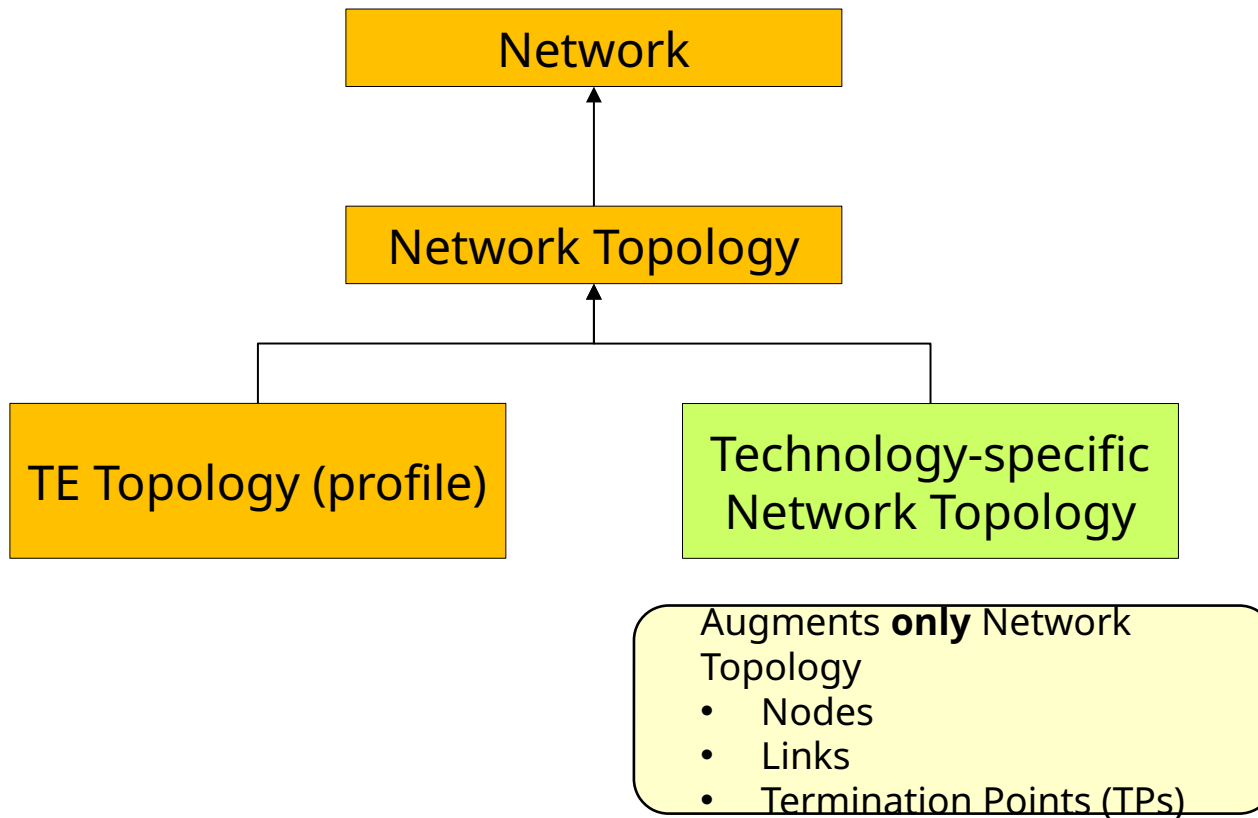 Network
Network Topology
TE Topology (profile)
Technology-specific
Network Topology
Augments only Network
Topology
• Nodes
• Links
• Termination Points (TPs)